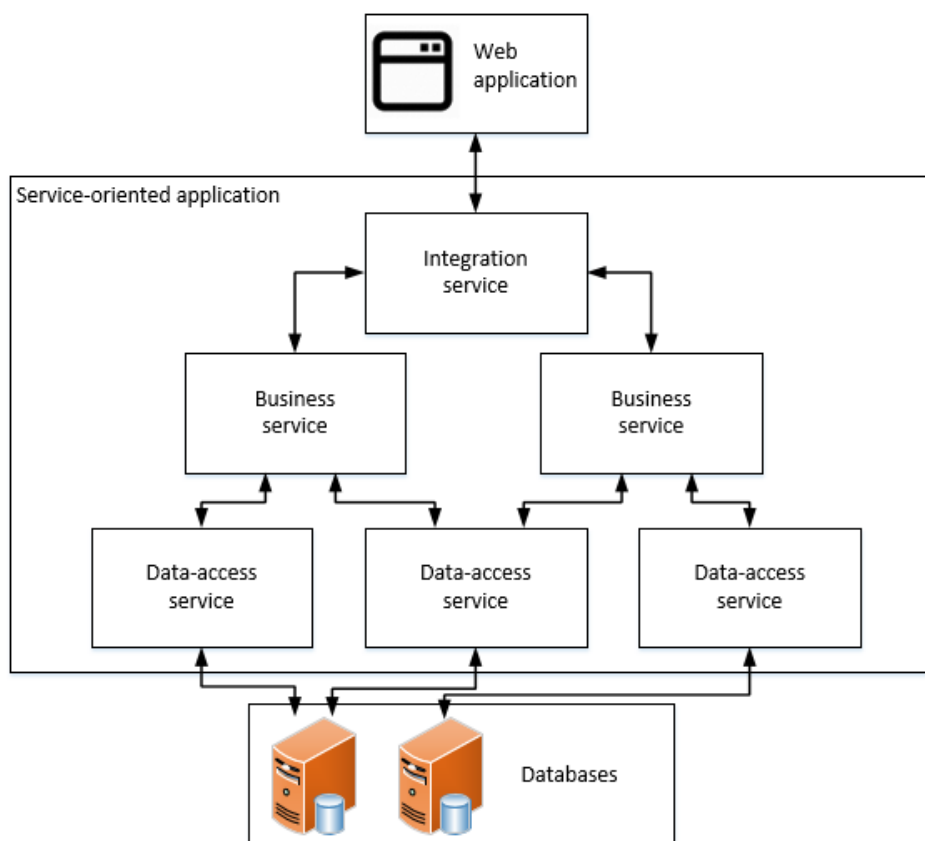 Web
application
Service-oriented application
Integration
service
Business
service
Business
service
Data-access
service
Data-access
service
Data-access
service
Databases